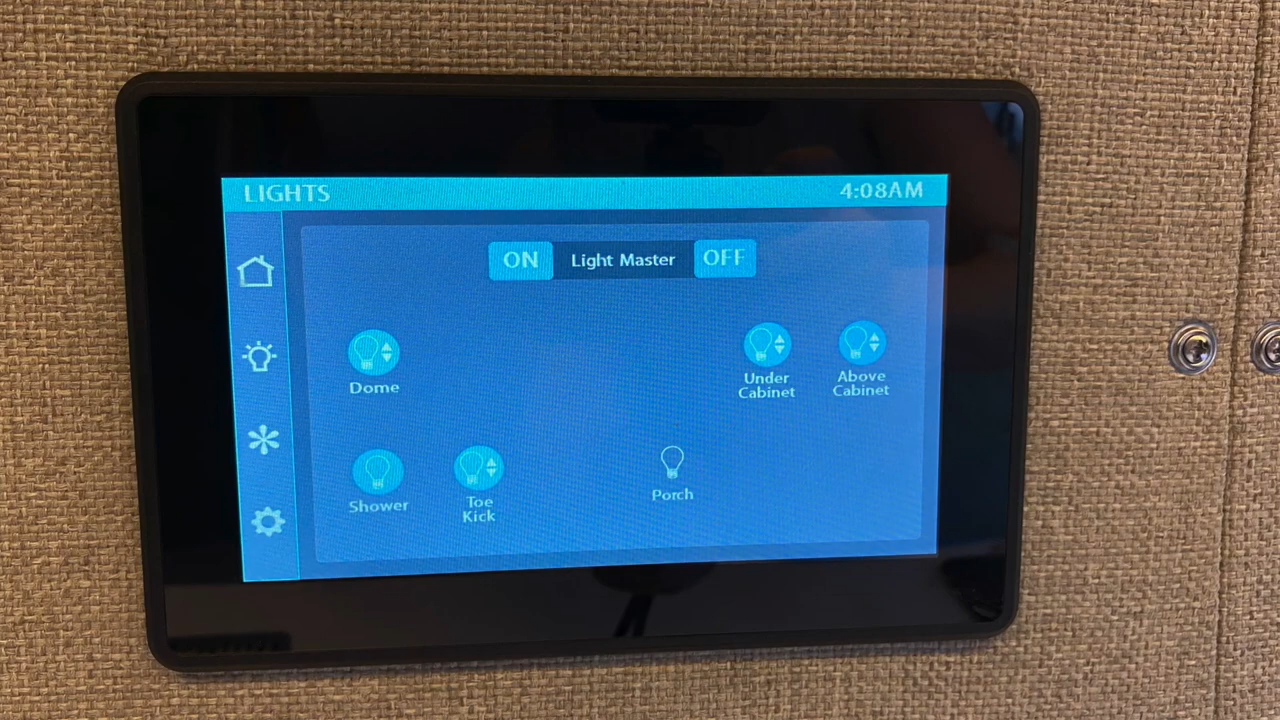 LIGHTS 4:08AM
ON Light Master OFF
Dome
Under
Cabinet
Above
Cabinet
Shower
Toe
Kick
Porch